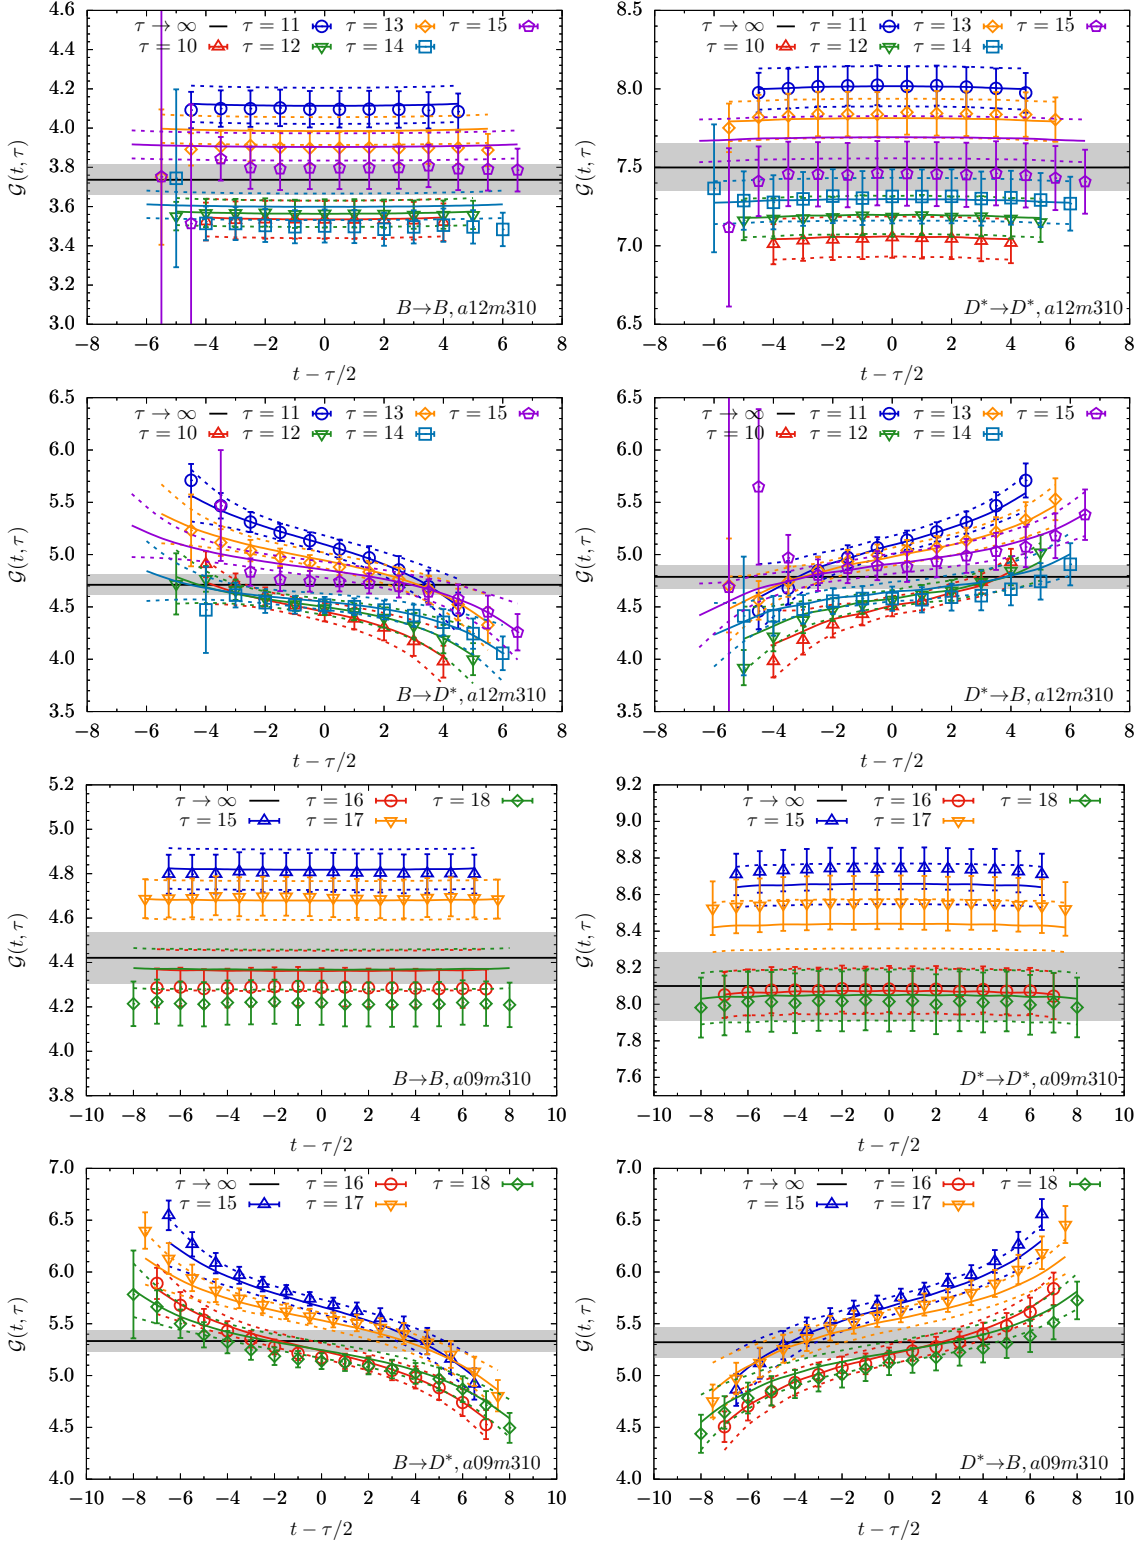 4.6
4.4
4.2
4.0
3.8
3.6
3.4
3.2
3.0
G(t, τ)
τ → ∞ τ = 11 τ = 13 τ = 15
τ = 10 τ = 12 τ = 14
B→B, a12m310
−8 −6 −4 −2 0 2 4 6 8
t − τ/2
8.5
8.0
7.5
7.0
6.5
G(t, τ)
τ → ∞ τ = 11 τ = 13 τ = 15
τ = 10 τ = 12 τ = 14
D*→D*, a12m310
−8 −6 −4 −2 0 2 4 6 8
t − τ/2
6.5
6.0
5.5
5.0
4.5
4.0
3.5
G(t, τ)
τ → ∞ τ = 11 τ = 13 τ = 15
τ = 10 τ = 12 τ = 14
B→D*, a12m310
−8 −6 −4 −2 0 2 4 6 8
t − τ/2
6.5
6.0
5.5
5.0
4.5
4.0
3.5
G(t, τ)
τ → ∞ τ = 11 τ = 13 τ = 15
τ = 10 τ = 12 τ = 14
D*→B, a12m310
−8 −6 −4 −2 0 2 4 6 8
t − τ/2
5.2
5.0
4.8
4.6
4.4
4.2
4.0
3.8
G(t, τ)
τ → ∞ τ = 16 τ = 18
τ = 15 τ = 17
B→B, a09m310
−10 −8 −6 −4 −2 0 2 4 6 8 10
t − τ/2
9.2
9.0
8.8
8.6
8.4
8.2
8.0
7.8
7.6
G(t, τ)
τ → ∞ τ = 16 τ = 18
τ = 15 τ = 17
D*→D*, a09m310
−10 −8 −6 −4 −2 0 2 4 6 8 10
t − τ/2
7.0
6.5
6.0
5.5
5.0
4.5
4.0
G(t, τ)
τ → ∞ τ = 16 τ = 18
τ = 15 τ = 17
B→D*, a09m310
−10 −8 −6 −4 −2 0 2 4 6 8 10
t − τ/2
7.0
6.5
6.0
5.5
5.0
4.5
4.0
G(t, τ)
τ → ∞ τ = 16 τ = 18
τ = 15 τ = 17
D*→B, a09m310
−10 −8 −6 −4 −2 0 2 4 6 8 10
t − τ/2